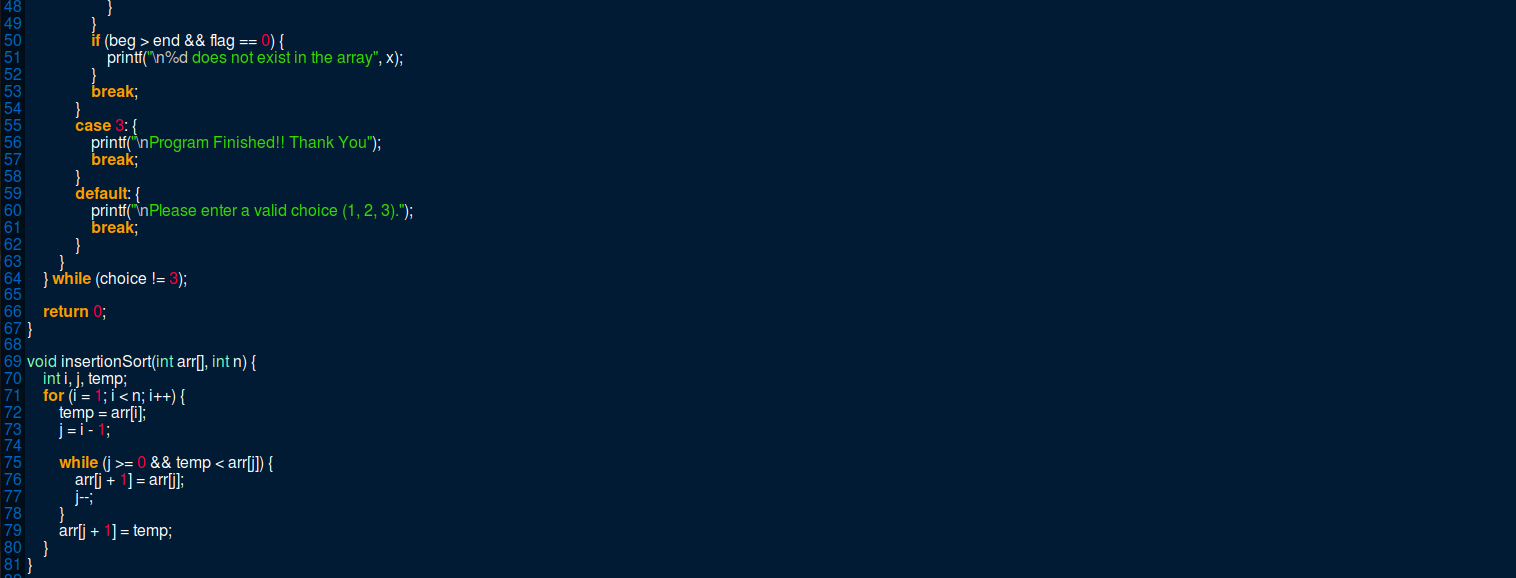 48                     }
49                 }
50                 if (beg > end && flag == 0) {
51                     printf("\n%d does not exist in the array", x);
52                 }
53                 break;
54             }
55             case 3: {
56                 printf("\nProgram Finished!! Thank You");
57                 break;
58             }
59             default: {
60                 printf("\nPlease enter a valid choice (1, 2, 3).");
61                 break;
62             }
63         }
64     } while (choice != 3);
65
66     return 0;
67 }
68
69 void insertionSort(int arr[], int n) {
70     int i, j, temp;
71     for (i = 1; i < n; i++) {
72         temp = arr[i];
73         j = i - 1;
74
75         while (j >= 0 && temp < arr[j]) {
76             arr[j + 1] = arr[j];
77             j--;
78         }
79         arr[j + 1] = temp;
80     }
81 }